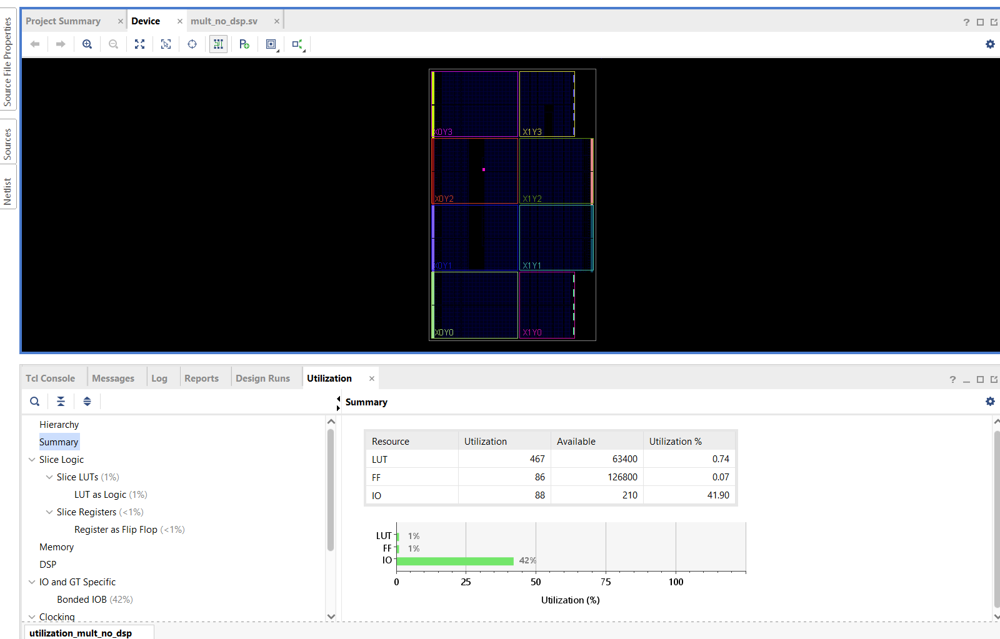 Source File Properties
Sources
Netlist
Project Summary × Device × mult_no_dsp.sv ×
?
X0Y3 X1Y3
X0Y2 X1Y2
X0Y1 X1Y1
X0Y0 X1Y0
Tcl Console Messages Log Reports Design Runs Utilization ×
?
Summary
Hierarchy
Summary
Slice Logic
Slice LUTs (1%)
LUT as Logic (1%)
Slice Registers (<1%)
Register as Flip Flop (<1%)
Memory
DSP
IO and GT Specific
Bonded IOB (42%)
Clocking
Resource Utilization Available Utilization %
LUT 467 63400 0.74
FF 86 126800 0.07
IO 88 210 41.90
LUT 1%
FF 1%
IO 42%
0 25 50 75 100
Utilization (%)
utilization_mult_no_dsp